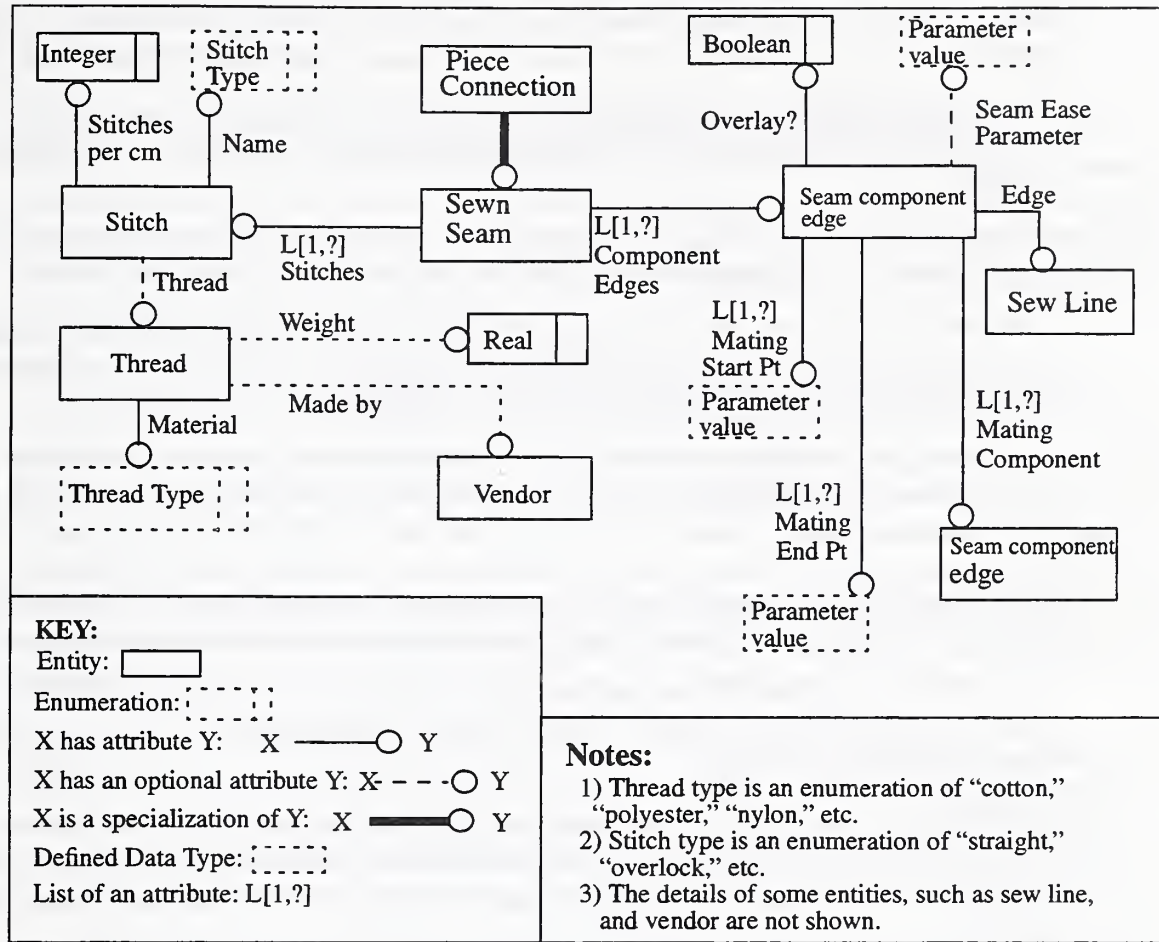 Integer
Stitch
Type
Piece
Connection
Boolean
Parameter
value
Stitches
per cm
Name
Overlay?
Seam Ease
Parameter
Stitch
L[1,?]
Stitches
Sewn
Seam
L[1,?]
Component
Edges
Seam component
edge
Edge
Sew Line
Thread
Thread
Weight
Real
Made by
Material
Thread Type
Vendor
L[1,?]
Mating
Start Pt
Parameter
value
L[1,?]
Mating
Component
L[1,?]
Mating
End Pt
Seam component
edge
Parameter
value
KEY:
Entity:
Enumeration:
X has attribute Y: X Y
X has an optional attribute Y: X Y
X is a specialization of Y: X Y
Defined Data Type:
List of an attribute: L[1,?]
Notes:
1) Thread type is an enumeration of “cotton,”
“polyester,” “nylon,” etc.
2) Stitch type is an enumeration of “straight,”
“overlock,” etc.
3) The details of some entities, such as sew line,
and vendor are not shown.